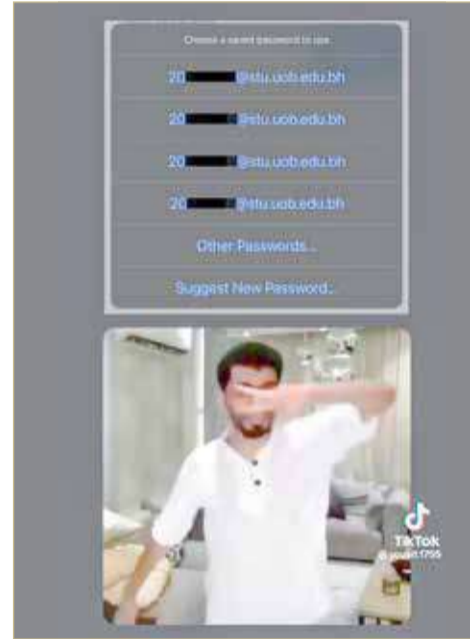 Choose a saved password to use
20 @stu.uob.edu.bh
20 @stu.uob.edu.bh
20 @stu.uob.edu.bh
20 @stu.uob.edu.bh
Other Passwords...
Suggest New Password...
TikTok